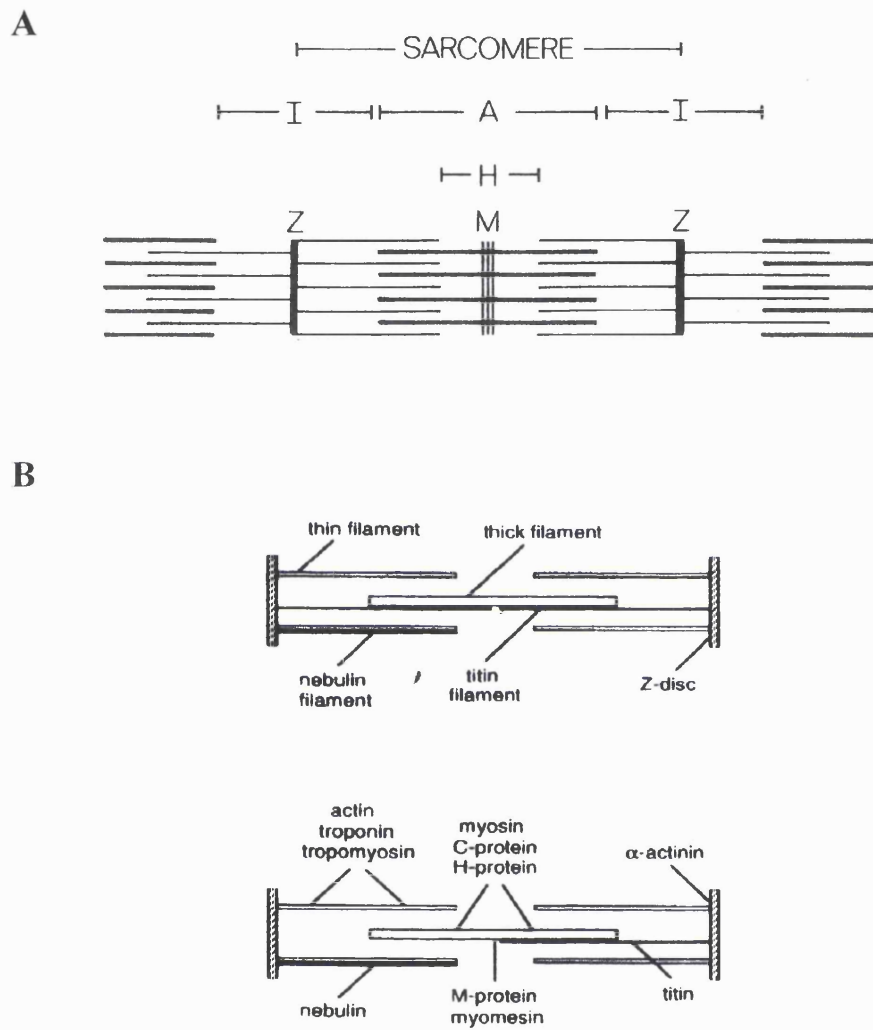 A
SARCOMERE
I A I
H
Z M Z
B
thin filament thick filament
nebulin
filament
titin
filament
Z-disc
actin
troponin
tropomyosin
myosin
C-protein
H-protein
α-actinin
nebulin
M-protein
myomesin
titin